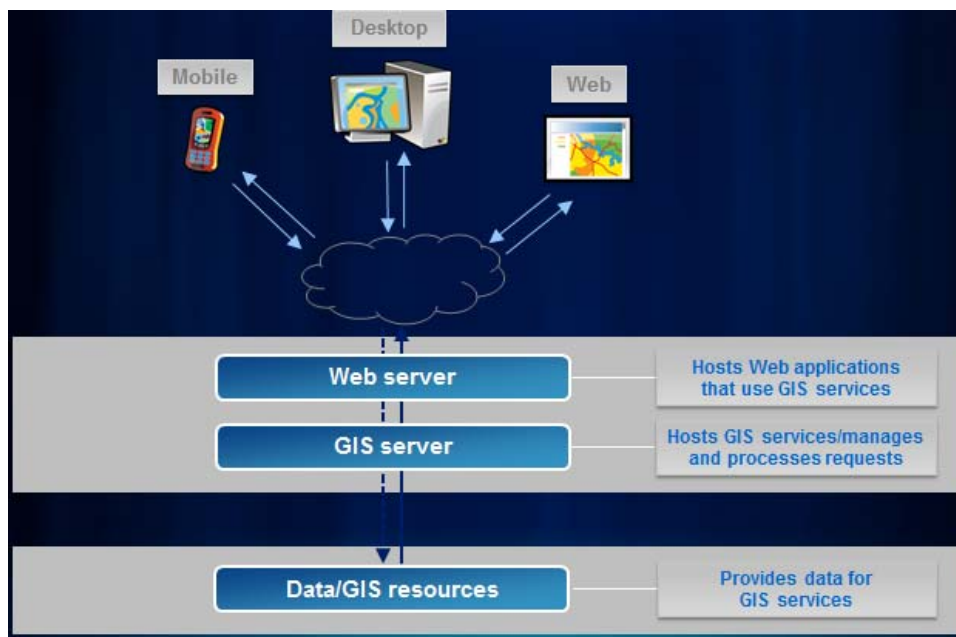 Desktop
Mobile
Web
Web server
Hosts Web applications
that use GIS services
GIS server
Hosts GIS services/manages
and processes requests
Data/GIS resources
Provides data for
GIS services